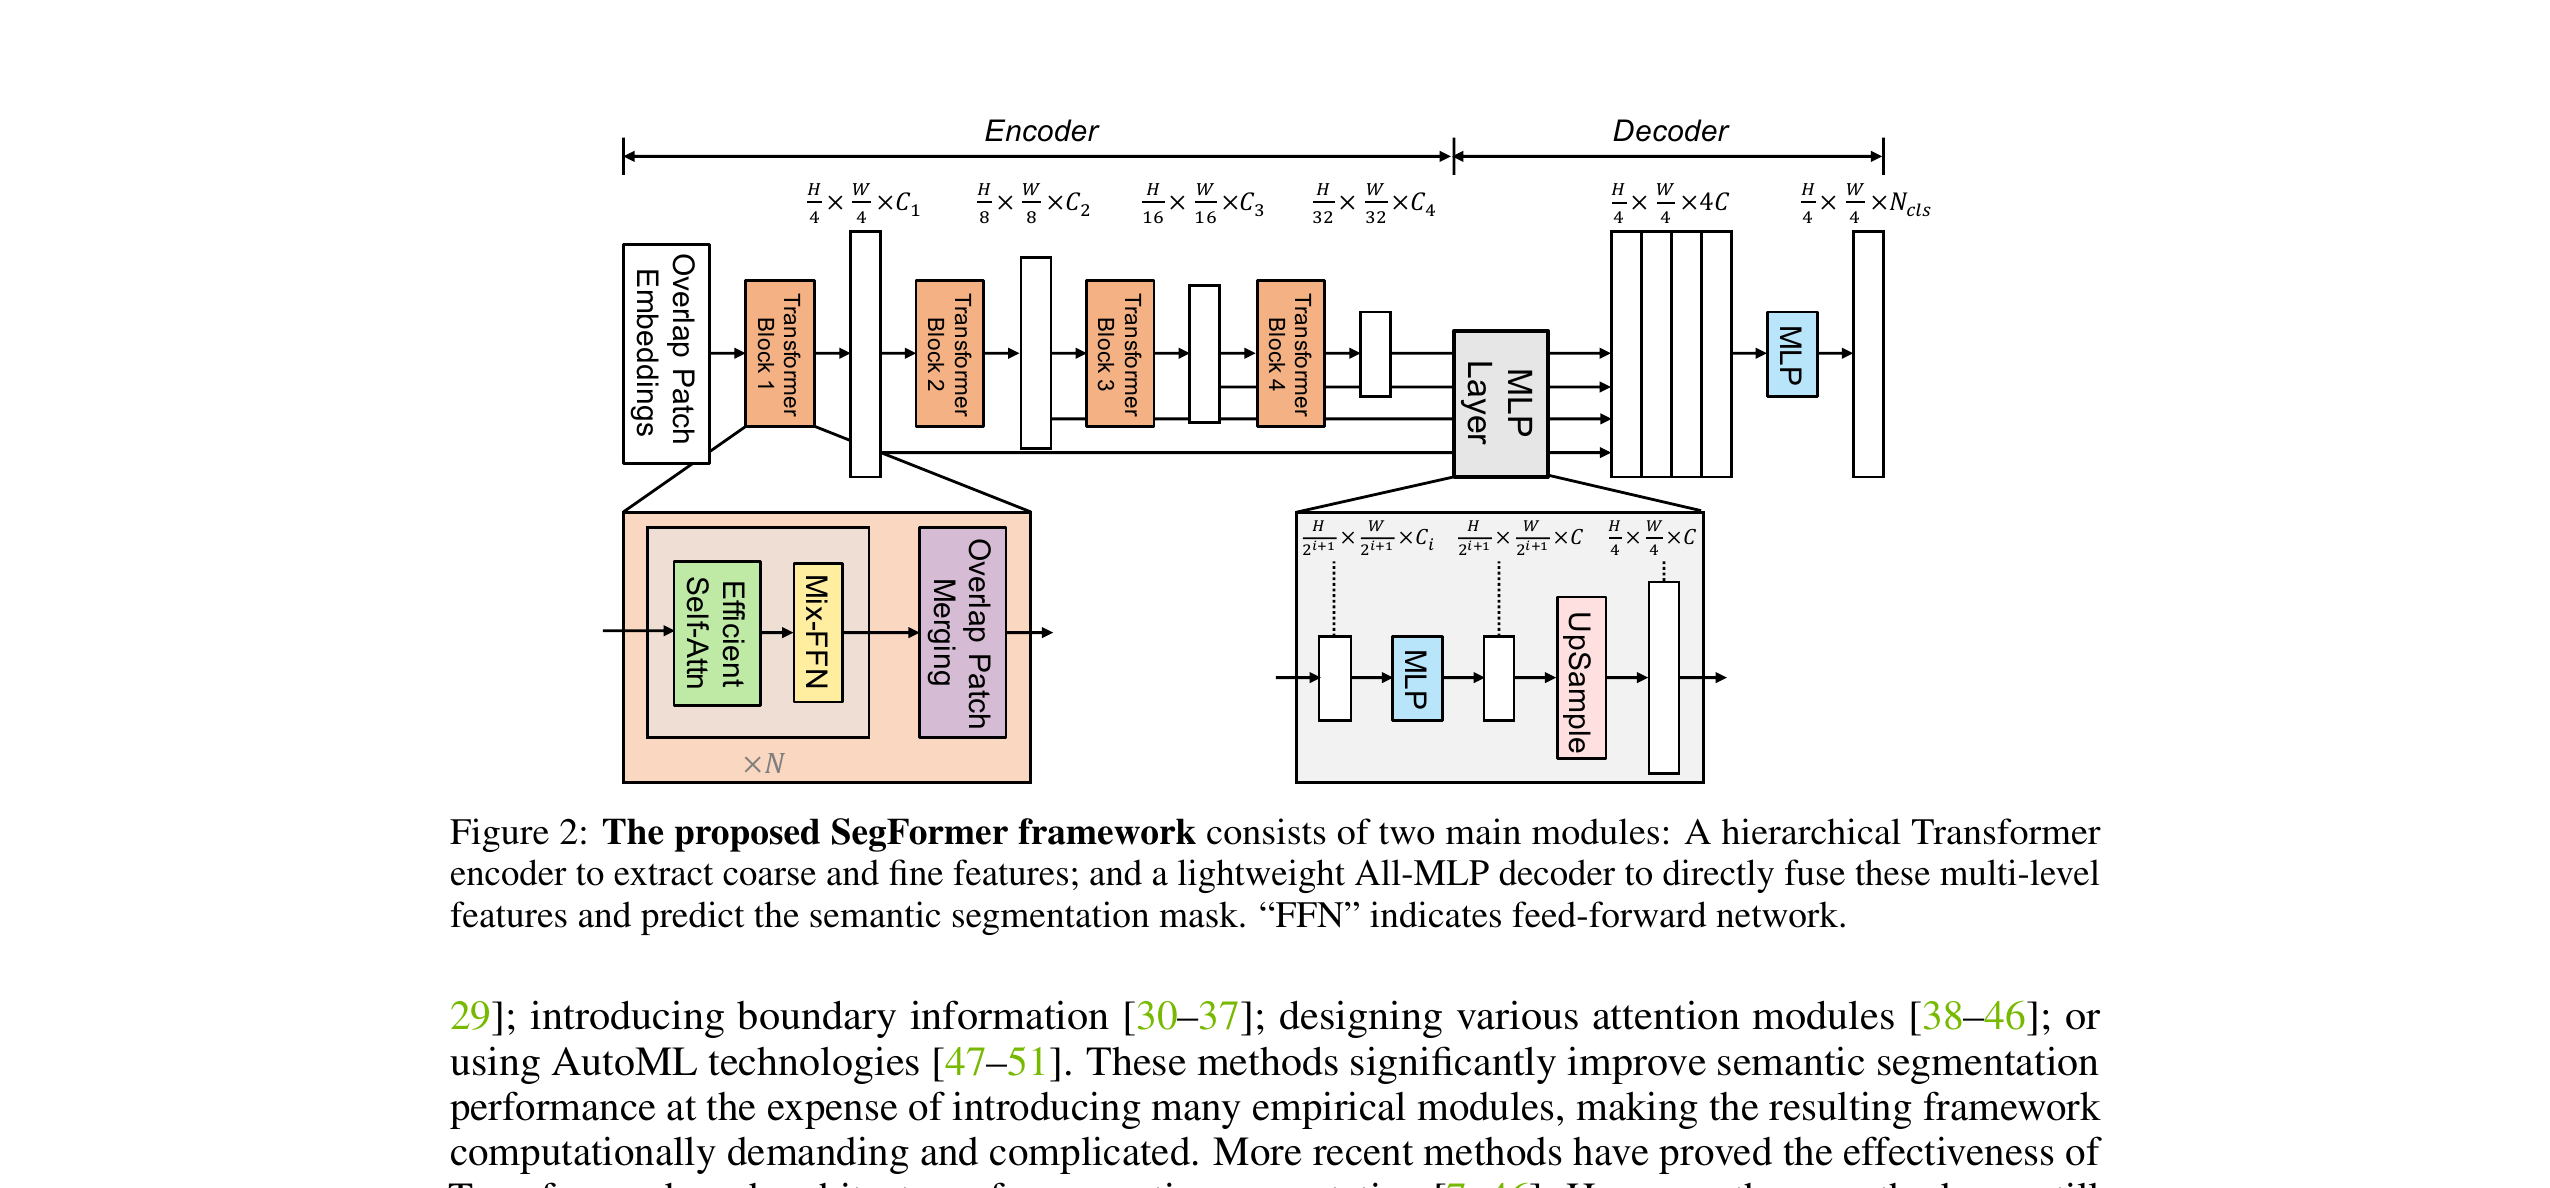 Encoder
Decoder
H/4 × W/4 × C₁
H/8 × W/8 × C₂
H/16 × W/16 × C₃
H/32 × W/32 × C₄
H/4 × W/4 × 4C
H/4 × W/4 × N_cls
Overlap Patch
Embeddings
Transformer
Block 1
Transformer
Block 2
Transformer
Block 3
Transformer
Block 4
MLP
Layer
MLP
Efficient
Self-Attn
Mix-FFN
Overlap Patch
Merging
×N
H/2^{i+1} × W/2^{i+1} × C_i
H/2^{i+1} × W/2^{i+1} × C
H/4 × W/4 × C
MLP
UpSample
Figure 2: The proposed SegFormer framework consists of two main modules: A hierarchical Transformer
encoder to extract coarse and fine features; and a lightweight All-MLP decoder to directly fuse these multi-level
features and predict the semantic segmentation mask. “FFN” indicates feed-forward network.
29]; introducing boundary information [30–37]; designing various attention modules [38–46]; or
using AutoML technologies [47–51]. These methods significantly improve semantic segmentation
performance at the expense of introducing many empirical modules, making the resulting framework
computationally demanding and complicated. More recent methods have proved the effectiveness of